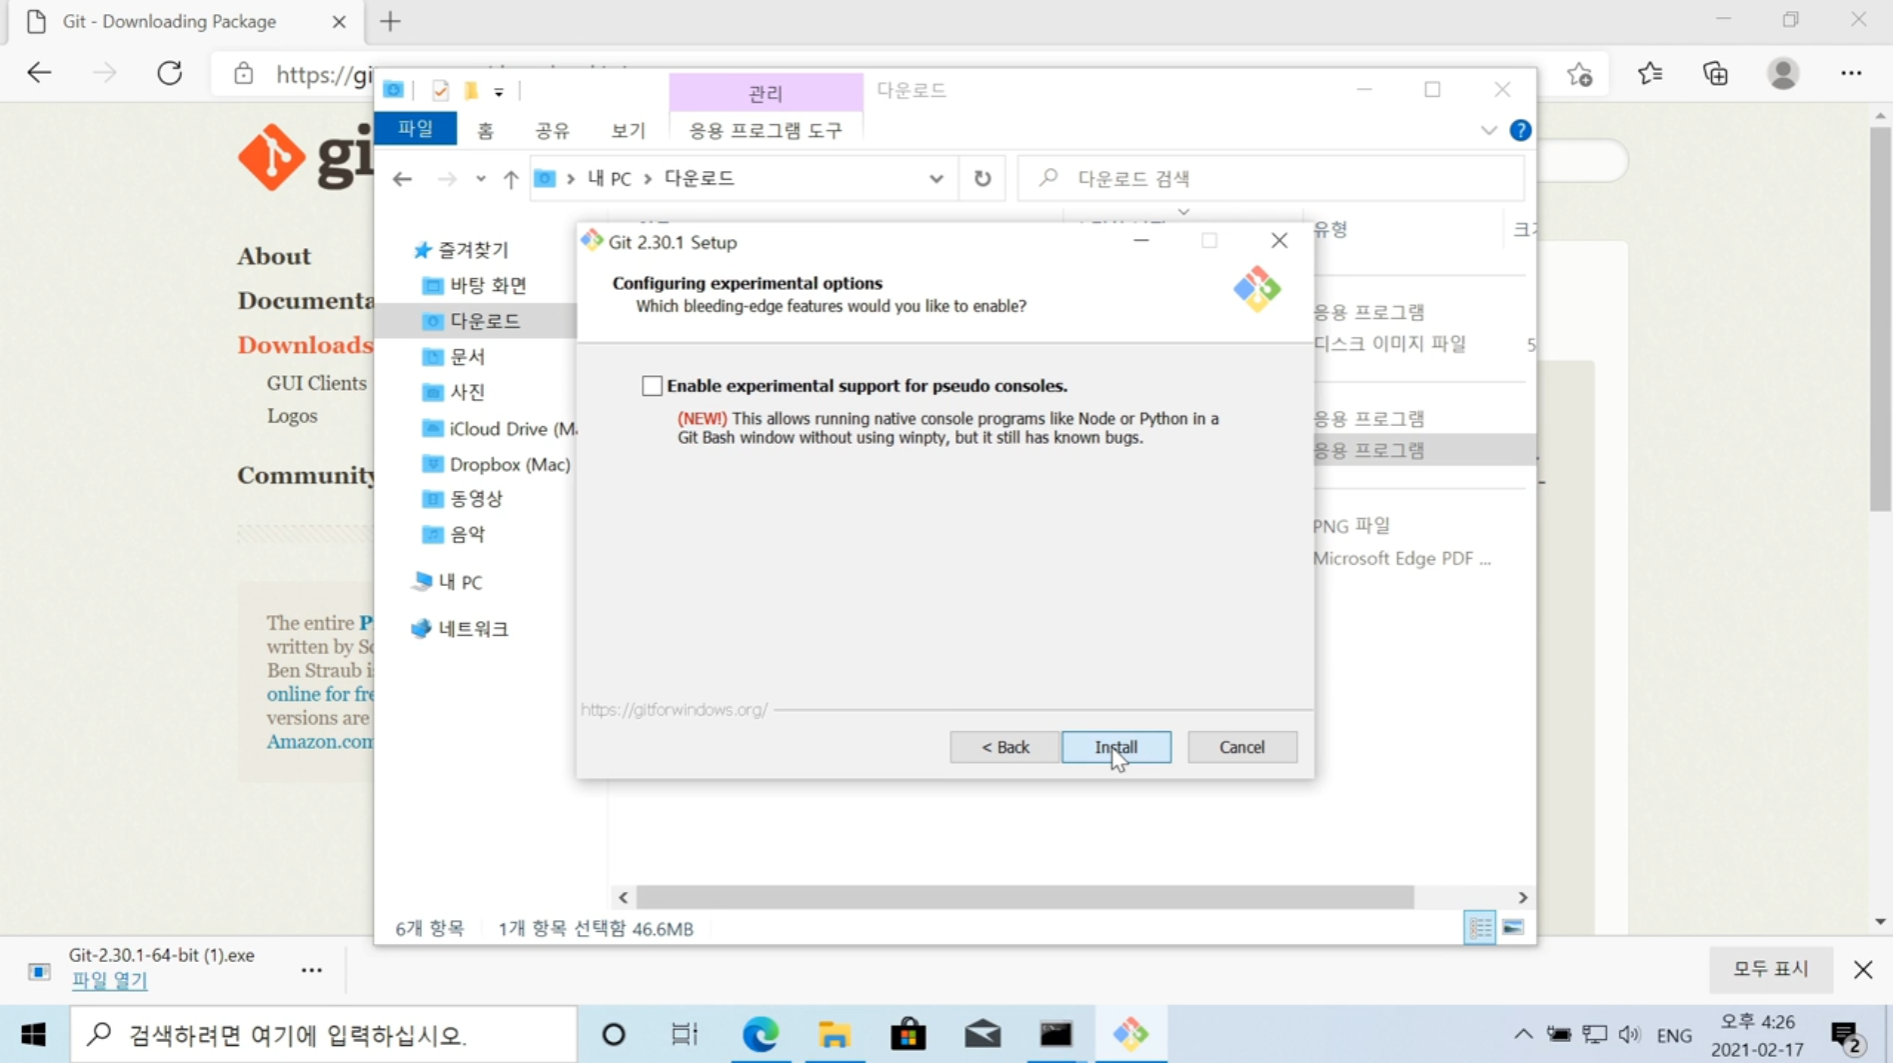 Git - Downloading Package
https://gi
관리
다운로드
파일
홈
공유
보기
응용 프로그램 도구
gi
내 PC > 다운로드
다운로드 검색
About
Documenta
Downloads
GUI Clients
Logos
Community
The entire P
written by Sc
Ben Straub i
online for fre
versions are
Amazon.com
즐겨찾기
바탕 화면
다운로드
문서
사진
iCloud Drive (Ma
Dropbox (Mac)
동영상
음악
내 PC
네트워크
유형
크기
응용 프로그램
디스크 이미지 파일
5
응용 프로그램
응용 프로그램
PNG 파일
Microsoft Edge PDF ...
Git 2.30.1 Setup
Configuring experimental options
Which bleeding-edge features would you like to enable?
Enable experimental support for pseudo consoles.
(NEW!) This allows running native console programs like Node or Python in a
Git Bash window without using winpty, but it still has known bugs.
https://gitforwindows.org/
< Back
Install
Cancel
6개 항목
1개 항목 선택함 46.6MB
Git-2.30.1-64-bit (1).exe
파일 열기
모두 표시
검색하려면 여기에 입력하십시오.
ENG
오후 4:26
2021-02-17
2